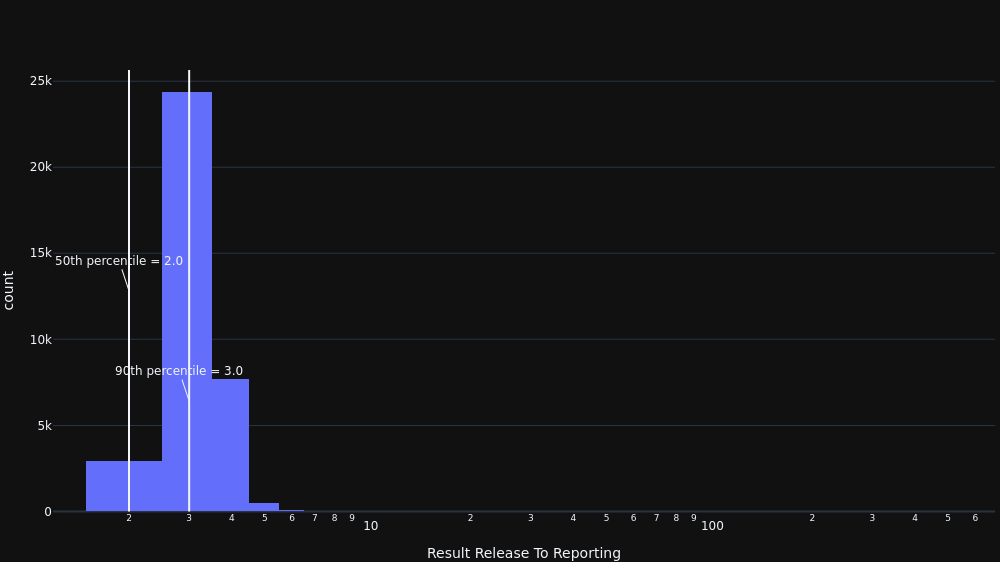 25k
20k
15k
10k
5k
0
count
50th percentile = 2.0
90th percentile = 3.0
2 3 4 5 6 7 8 9 10 2 3 4 5 6 7 8 9 100 2 3 4 5 6
Result Release To Reporting